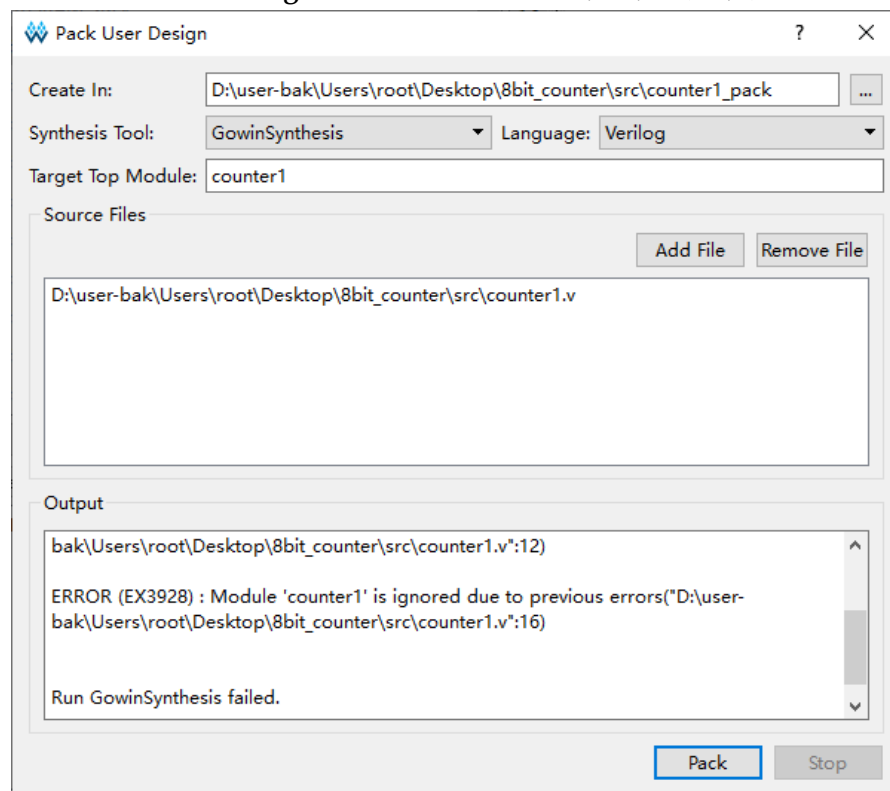 Pack User Design ?
Create In: D:\user-bak\Users\root\Desktop\8bit_counter\src\counter1_pack ...
Synthesis Tool: GowinSynthesis Language: Verilog
Target Top Module: counter1
Source Files
Add File Remove File
D:\user-bak\Users\root\Desktop\8bit_counter\src\counter1.v
Output
bak\Users\root\Desktop\8bit_counter\src\counter1.v":12)
ERROR (EX3928) : Module 'counter1' is ignored due to previous errors("D:\user-
bak\Users\root\Desktop\8bit_counter\src\counter1.v":16)
Run GowinSynthesis failed.
Pack Stop